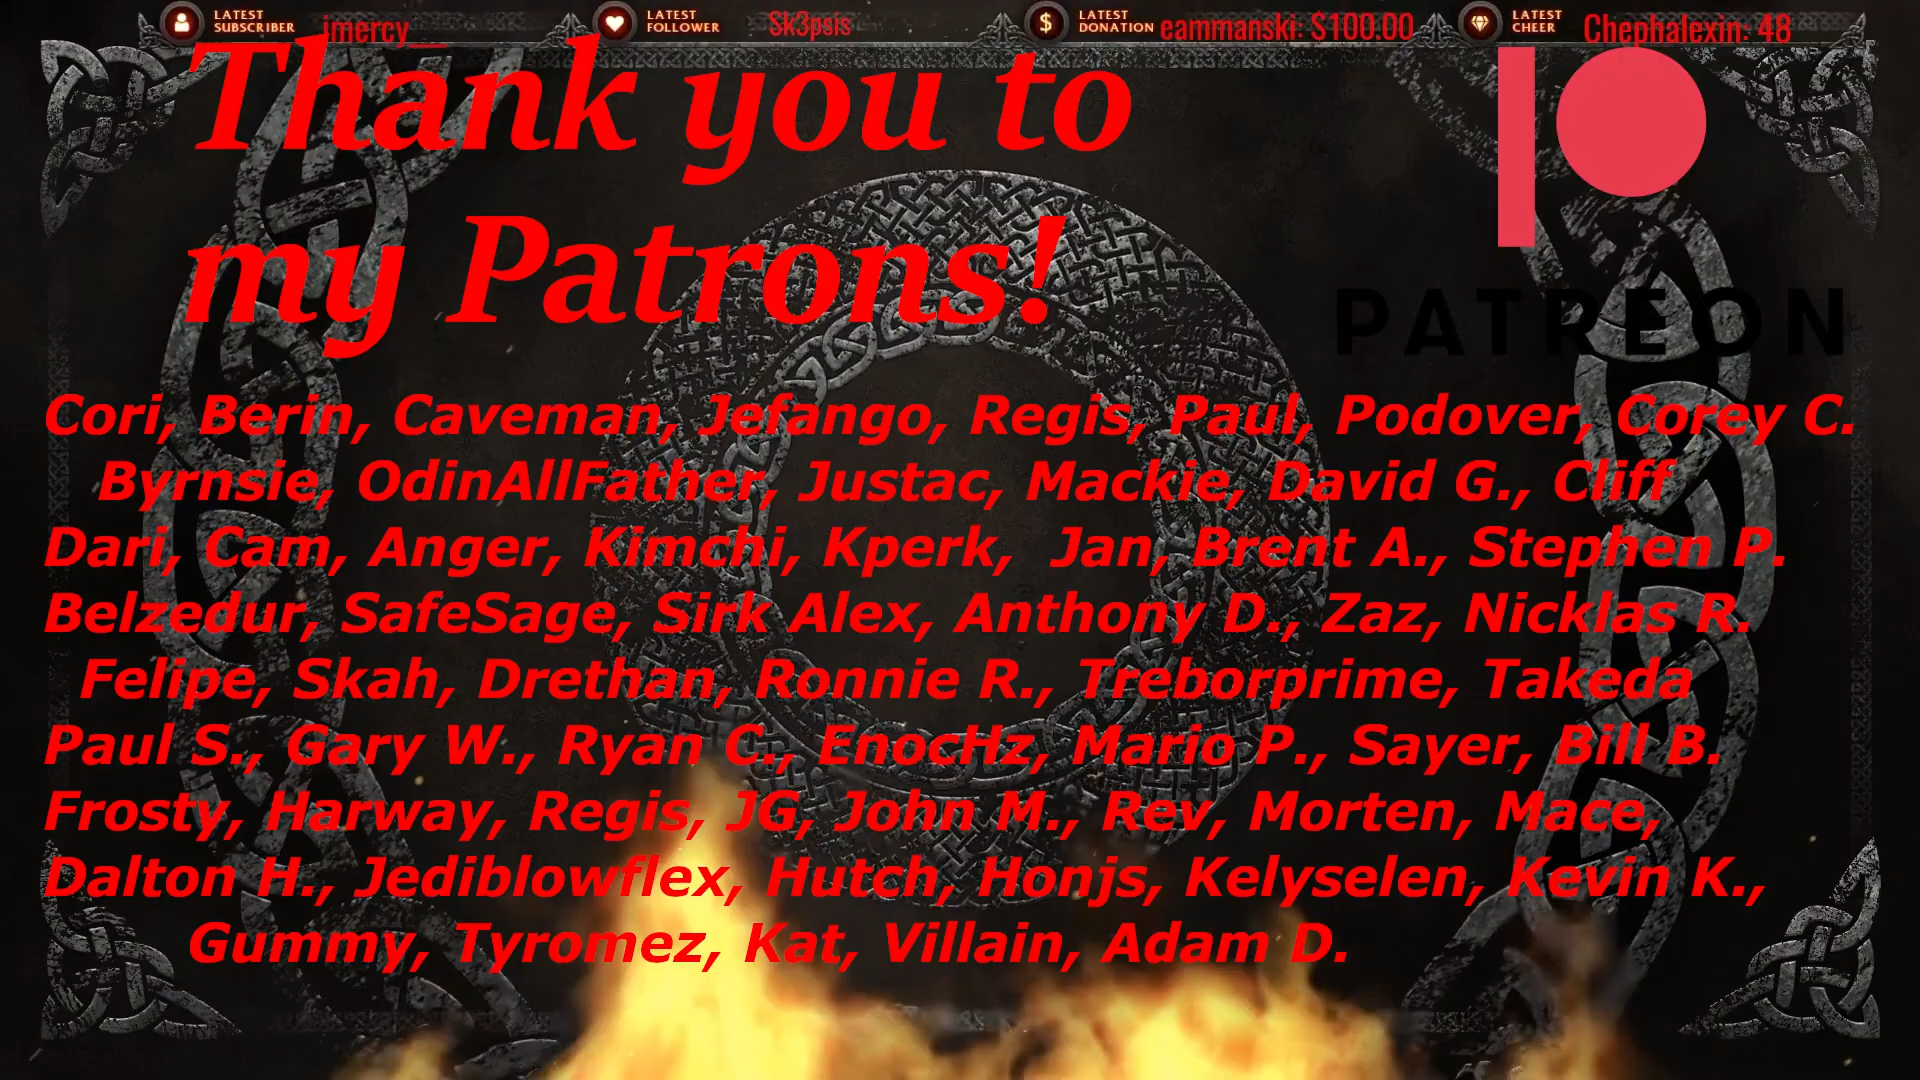 LATEST SUBSCRIBER jmercy__
LATEST FOLLOWER Sk3psis
LATEST DONATION eammanski: $100.00
LATEST CHEER Chephalexin: 48
Thank you to
my Patrons!
PATREON
Cori, Berin, Caveman, Jefango, Regis, Paul, Podover, Corey C.
Byrnsie, OdinAllFather, Justac, Mackie, David G., Cliff
Dari, Cam, Anger, Kimchi, Kperk, Jan, Brent A., Stephen P.
Belzedur, SafeSage, Sirk Alex, Anthony D., Zaz, Nicklas R.
Felipe, Skah, Drethan, Ronnie R., Treborprime, Takeda
Paul S., Gary W., Ryan C., EnocHz, Mario P., Sayer, Bill B.
Frosty, Harway, Regis, JG, John M., Rev, Morten, Mace,
Dalton H., Jediblowflex, Hutch, Honjs, Kelyselen, Kevin K.,
Gummy, Tyromez, Kat, Villain, Adam D.